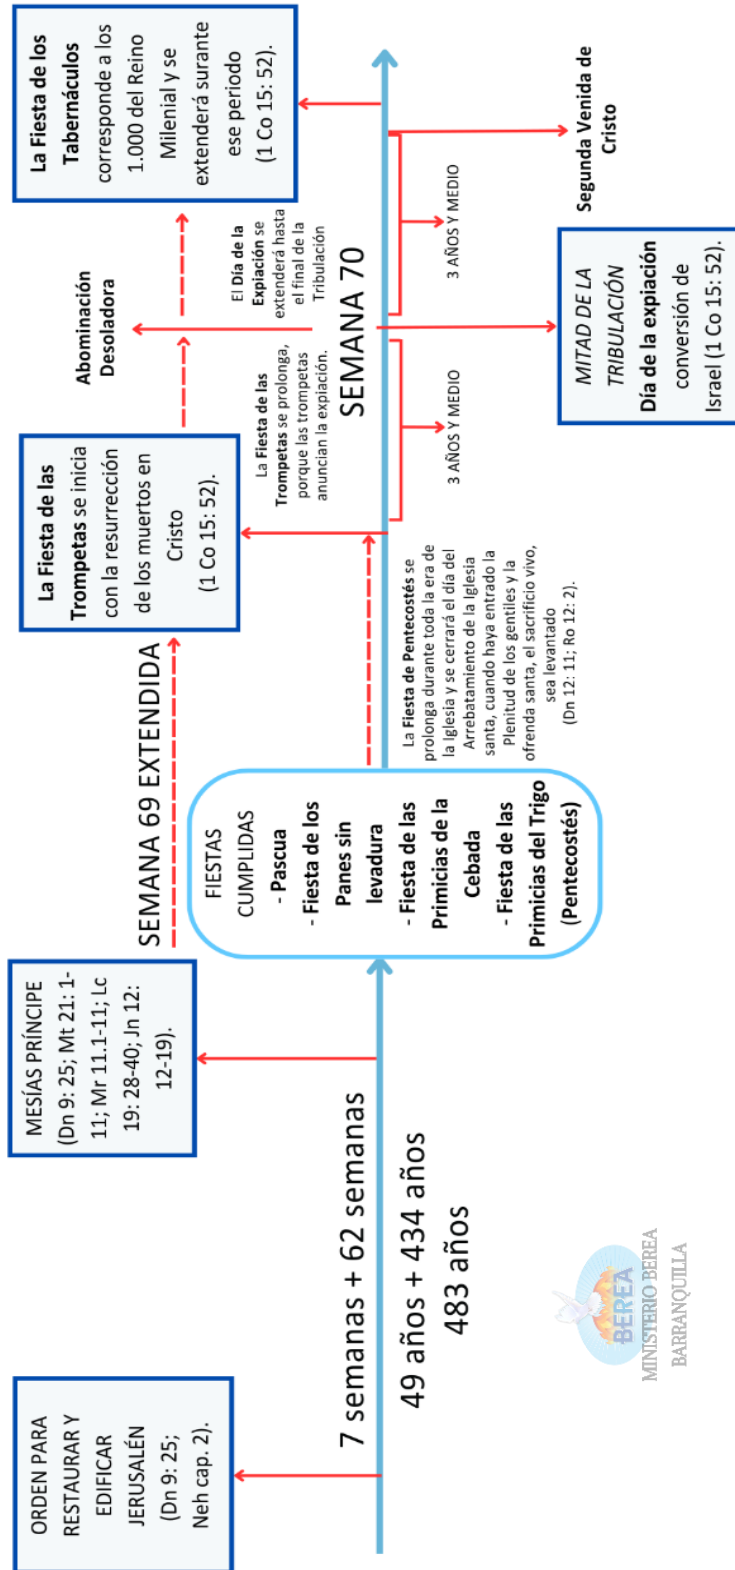 ORDEN PARA
RESTAURAR Y
EDIFICAR
JERUSALÉN
(Dn 9: 25;
Neh cap. 2).
7 semanas + 62 semanas
49 años + 434 años
483 años
MESÍAS PRÍNCIPE
(Dn 9: 25; Mt 21: 1-
11; Mr 11.1-11; Lc
19: 28-40; Jn 12:
12-19).
SEMANA 69 EXTENDIDA
FIESTAS
CUMPLIDAS
- Pascua
- Fiesta de los
Panes sin
levadura
- Fiesta de las
Primicias de la
Cebada
- Fiesta de las
Primicias del Trigo
(Pentecostés)
La Fiesta de Pentecostés se
prolonga durante toda la era de
la Iglesia y se cerrará el día del
Arrebatamiento de la Iglesia
santa, cuando haya entrado la
Plenitud de los gentiles y la
ofrenda santa, el sacrificio vivo,
sea levantado
(Dn 12: 11; Ro 12: 2).
La Fiesta de las
Trompetas se inicia
con la resurrección
de los muertos en
Cristo
(1 Co 15: 52).
La Fiesta de las
Trompetas se prolonga,
porque las trompetas
anuncian la expiación.
SEMANA 70
3 AÑOS Y MEDIO
Abominación
Desoladora
El Día de la
Expiación se
extenderá hasta
el final de la
Tribulación
3 AÑOS Y MEDIO
MITAD DE LA
TRIBULACIÓN
Día de la expiación
conversión de
Israel (1 Co 15: 52).
La Fiesta de los
Tabernáculos
corresponde a los
1.000 del Reino
Milenial y se
extenderá surante
ese periodo
(1 Co 15: 52).
Segunda Venida de
Cristo
BEREA
MINISTERIO BEREA
BARRANQUILLA